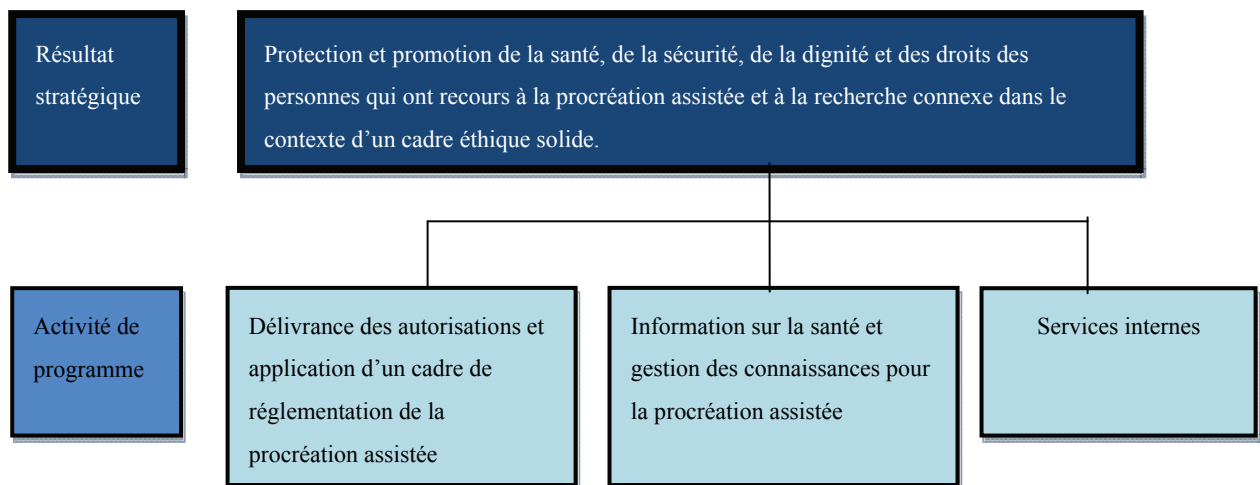 Résultat
stratégique
Protection et promotion de la santé, de la sécurité, de la dignité et des droits des
personnes qui ont recours à la procréation assistée et à la recherche connexe dans le
contexte d’un cadre éthique solide.
Activité de
programme
Délivrance des autorisations et
application d’un cadre de
réglementation de la
procréation assistée
Information sur la santé et
gestion des connaissances pour
la procréation assistée
Services internes